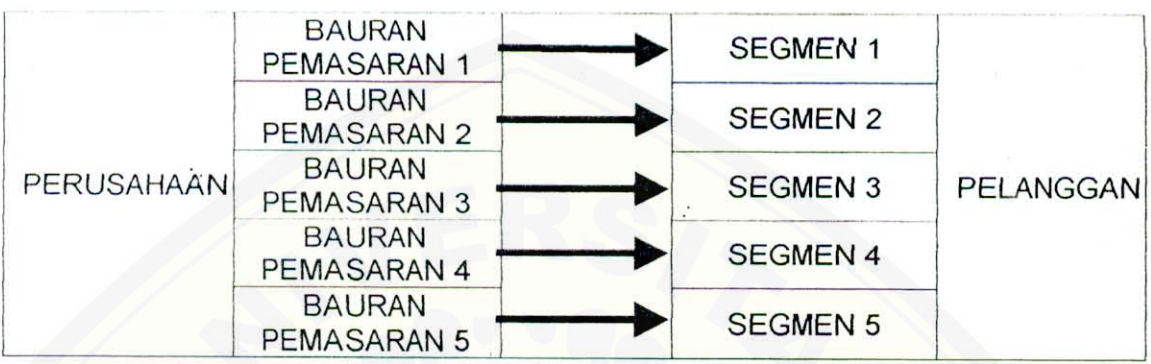 PERUSAHAAN
BAURAN
PEMASARAN 1
SEGMEN 1
BAURAN
PEMASARAN 2
SEGMEN 2
BAURAN
PEMASARAN 3
SEGMEN 3
BAURAN
PEMASARAN 4
SEGMEN 4
BAURAN
PEMASARAN 5
SEGMEN 5
PELANGGAN